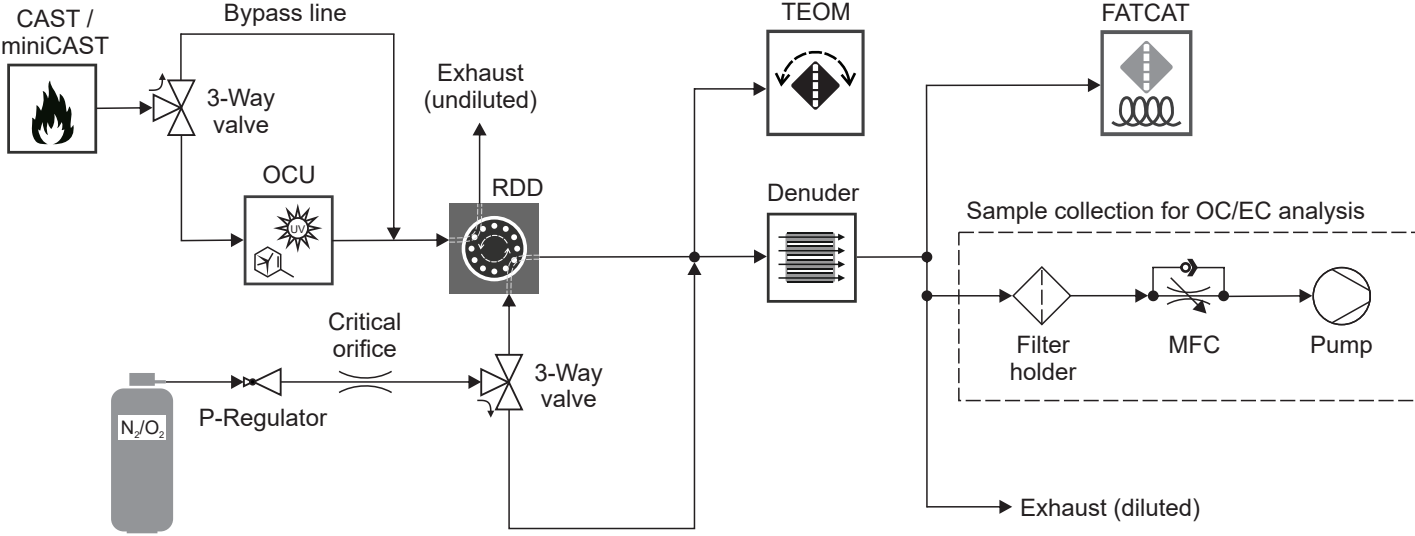 CAST /
miniCAST
Bypass line
3-Way
valve
Exhaust
(undiluted)
OCU
UV
RDD
TEOM
FATCAT
Denuder
Sample collection for OC/EC analysis
Filter
holder
MFC
Pump
Critical
orifice
3-Way
valve
P-Regulator
N₂/O₂
Exhaust (diluted)